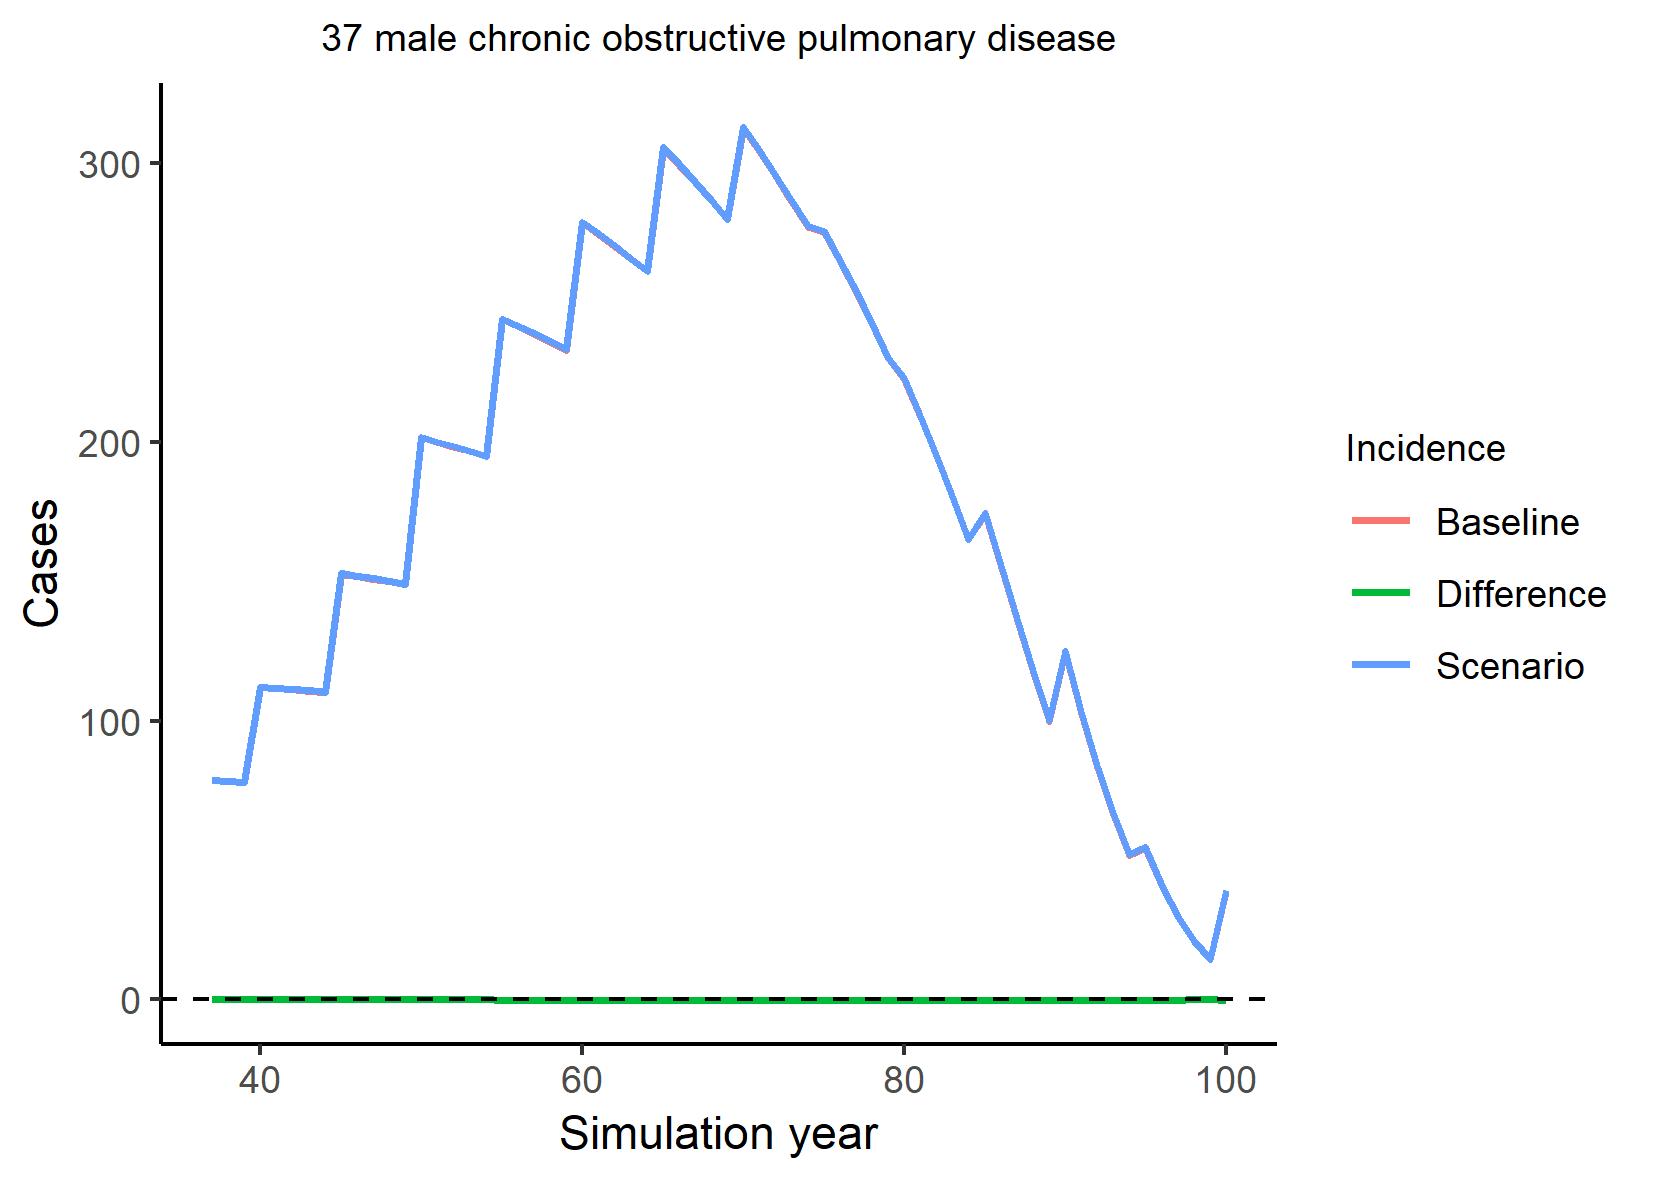 37 male chronic obstructive pulmonary disease
300
200
100
0
Cases
40 60 80 100
Simulation year
Incidence
Baseline
Difference
Scenario